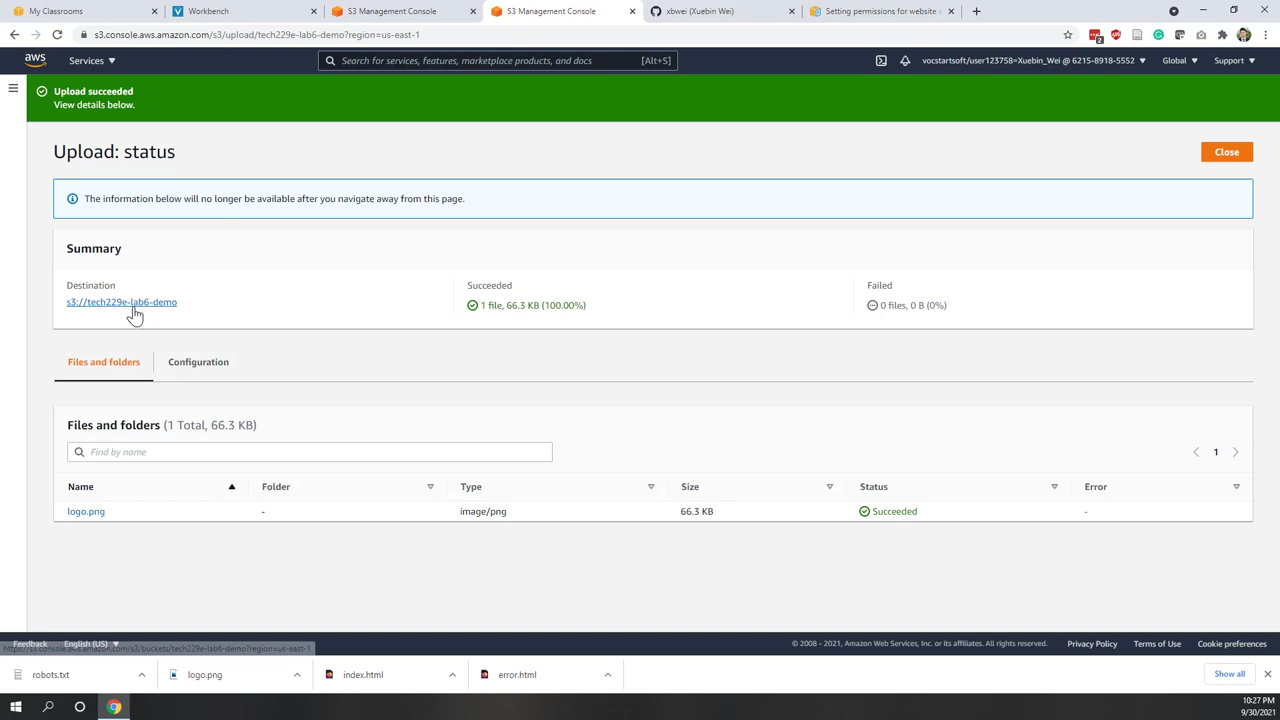 My Classrooms
Workbench
S3 Management Console
S3 Management Console
xbwei (Xuebin Wei)
Setting permissions for website a
s3.console.aws.amazon.com/s3/upload/tech229e-lab6-demo?region=us-east-1
aws
Services
Search for services, features, marketplace products, and docs
[Alt+S]
vocstartsoft/user123758=Xuebin_Wei @ 6215-8918-5552
Global
Support
Upload succeeded
View details below.
Upload: status
Close
The information below will no longer be available after you navigate away from this page.
Summary
Destination
s3://tech229e-lab6-demo
Succeeded
1 file, 66.3 KB (100.00%)
Failed
0 files, 0 B (0%)
Files and folders
Configuration
Files and folders (1 Total, 66.3 KB)
Find by name
1
Name
Folder
Type
Size
Status
Error
logo.png
-
image/png
66.3 KB
Succeeded
-
Feedback
English (US)
© 2008 - 2021, Amazon Web Services, Inc. or its affiliates. All rights reserved.
Privacy Policy
Terms of Use
Cookie preferences
https://s3.console.aws.amazon.com/s3/buckets/tech229e-lab6-demo?region=us-east-1
robots.txt
logo.png
index.html
error.html
Show all
10:27 PM
9/30/2021